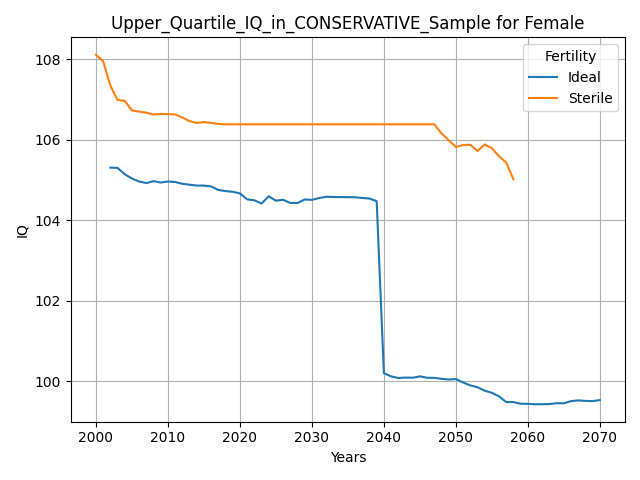 Upper_Quartile_IQ_in_CONSERVATIVE_Sample for Female
Fertility
Ideal
Sterile
108
106
104
102
100
IQ
2000 2010 2020 2030 2040 2050 2060 2070
Years